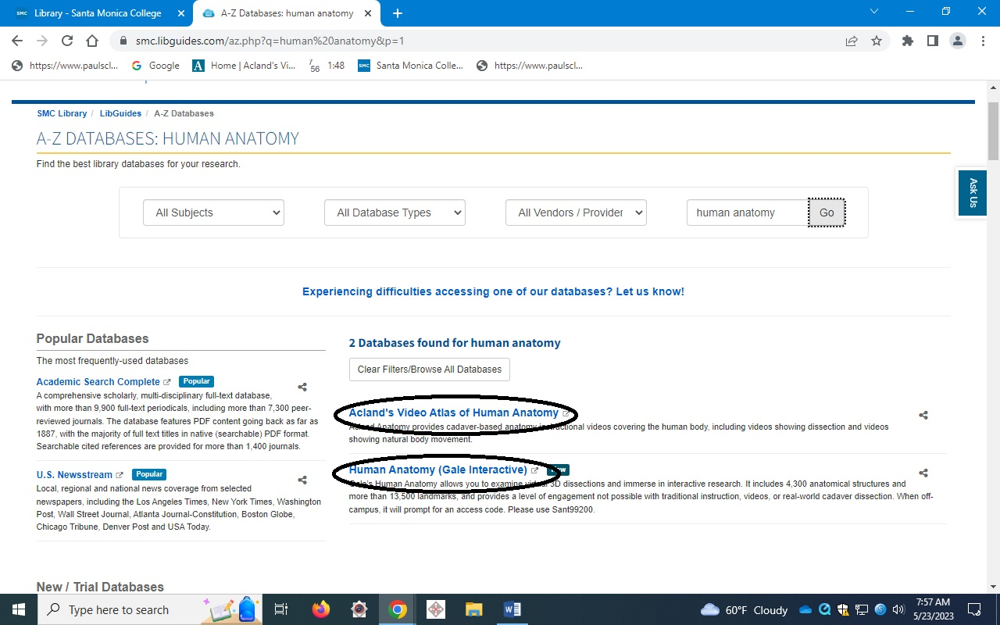 SMC Library - Santa Monica College
A-Z Databases: human anatomy
smc.libguides.com/az.php?q=human%20anatomy&p=1
https://www.paulscl...
Google
A Home | Acland's Vi...
7 56 1:48
SMC Santa Monica Colle...
https://www.paulscl...
SMC Library / LibGuides / A-Z Databases
A-Z DATABASES: HUMAN ANATOMY
Find the best library databases for your research.
All Subjects
All Database Types
All Vendors / Provider
human anatomy
Go
Ask Us
Experiencing difficulties accessing one of our databases? Let us know!
Popular Databases
The most frequently-used databases
Academic Search Complete Popular
A comprehensive scholarly, multi-disciplinary full-text database,
with more than 9,900 full-text periodicals, including more than 7,300 peer-
reviewed journals. The database features PDF content going back as far as
1887, with the majority of full text titles in native (searchable) PDF format.
Searchable cited references are provided for more than 1,400 journals.
U.S. Newsstream Popular
Local, regional and national news coverage from selected
newspapers, including the Los Angeles Times, New York Times, Washington
Post, Wall Street Journal, Atlanta Journal-Constitution, Boston Globe,
Chicago Tribune, Denver Post and USA Today.
New / Trial Databases
2 Databases found for human anatomy
Clear Filters/Browse All Databases
Acland's Video Atlas of Human Anatomy
Acland Anatomy provides cadaver-based anatomy instructional videos covering the human body, including videos showing dissection and videos
showing natural body movement.
Human Anatomy (Gale Interactive) New
Gale's Human Anatomy allows you to examine virtual 3D dissections and immerse in interactive research. It includes 4,300 anatomical structures and
more than 13,500 landmarks, and provides a level of engagement not possible with traditional instruction, videos, or real-world cadaver dissection. When off-
campus, it will prompt for an access code. Please use Sant99200.
Type here to search
60°F Cloudy
7:57 AM
5/23/2023